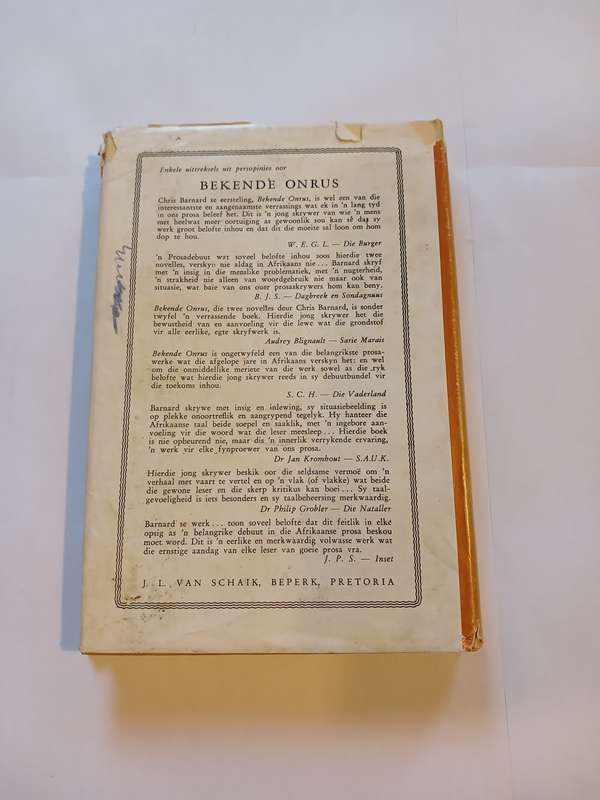 Enkele uittreksels uit persopinies oor
BEKENDE ONRUS
Chris Barnard se eersteling, Bekende Onrus, is wel een van die
interessantste en aangenaamste verrassings wat ek in 'n lang tyd
in ons prosa beleef het. Dit is 'n jong skrywer van wie 'n mens
met heelwat meer oortuiging as gewoonlik sou kan sê dat sy
werk groot belofte inhou en dat dit die moeite sal loon om hom
dop te hou.
W. E. G. L. — Die Burger
'n Prosadebuut wat soveel belofte inhou soos hierdie twee
novelles, verskyn nie aldag in Afrikaans nie... Barnard skryf
met 'n insig in die menslike problematiek, met 'n nugterheid,
'n strakheid nie alleen van woordgebruik nie maar ook van
situasie, wat baie van ons ouer prosaskrywers hom kan beny.
B. J. S. — Dagbreek en Sondagnuus
Bekende Onrus, die twee novelles deur Chris Barnard, is sonder
twyfel 'n verrassende boek. Hierdie jong skrywer het die
bewustheid van en aanvoeling vir die lewe wat die grondstof
vir alle eerlike, egte skryfwerk is.
Audrey Blignault — Sarie Marais
Bekende Onrus is ongetwyfeld een van die belangrikste prosa-
werke wat die afgelope jare in Afrikaans verskyn het: en wel
om die onmiddellike meriete van die werk sowel as die ryk
belofte wat hierdie jong skrywer reeds in sy debuutbundel vir
die toekoms inhou.
S. C. H. — Die Vaderland
Barnard skrywe met insig en inlewing, sy situasiebeelding is
op plekke onoortreflik en aangrypend tegelyk. Hy hanteer die
Afrikaanse taal beide soepel en saaklik, met 'n ingebore aan-
voeling vir die woord wat die leser meesleep... Hierdie boek
is nie opbeurend nie, maar dis 'n innerlik verrykende ervaring,
'n werk vir elke fynproewer van ons prosa.
Dr Jan Kromhout — S.A.U.K.
Hierdie jong skrywer beskik oor die seldsame vermoë om 'n
verhaal met vaart te vertel en op 'n vlak (of vlakke) wat beide
die gewone leser en die skerp kritikus kan boei... Sy taal-
gevoeligheid is iets besonders en sy taalbeheersing merkwaardig.
Dr Philip Grobler — Die Nataller
Barnard se werk... toon soveel belofte dat dit feitlik in elke
opsig as 'n belangrike debuut in die Afrikaanse prosa beskou
moet word. Dit is 'n eerlike en merkwaardig volwasse werk wat
die ernstige aandag van elke leser van goeie prosa vra.
J. P. S. — Inset
J. L. VAN SCHAIK, BEPERK, PRETORIA